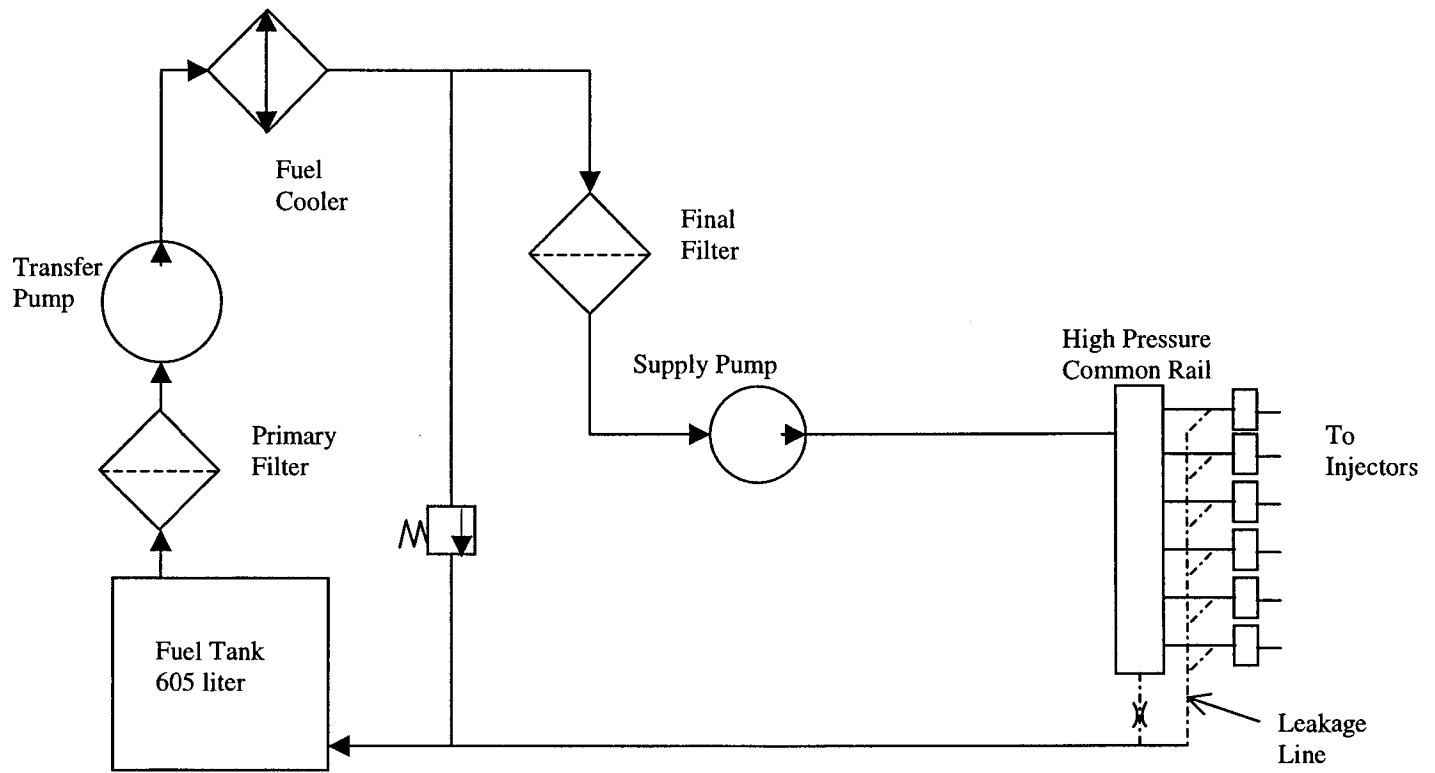 Fuel
Cooler
Transfer
Pump
Final
Filter
Primary
Filter
Supply Pump
High Pressure
Common Rail
To
Injectors
Fuel Tank
605 liter
Leakage
Line